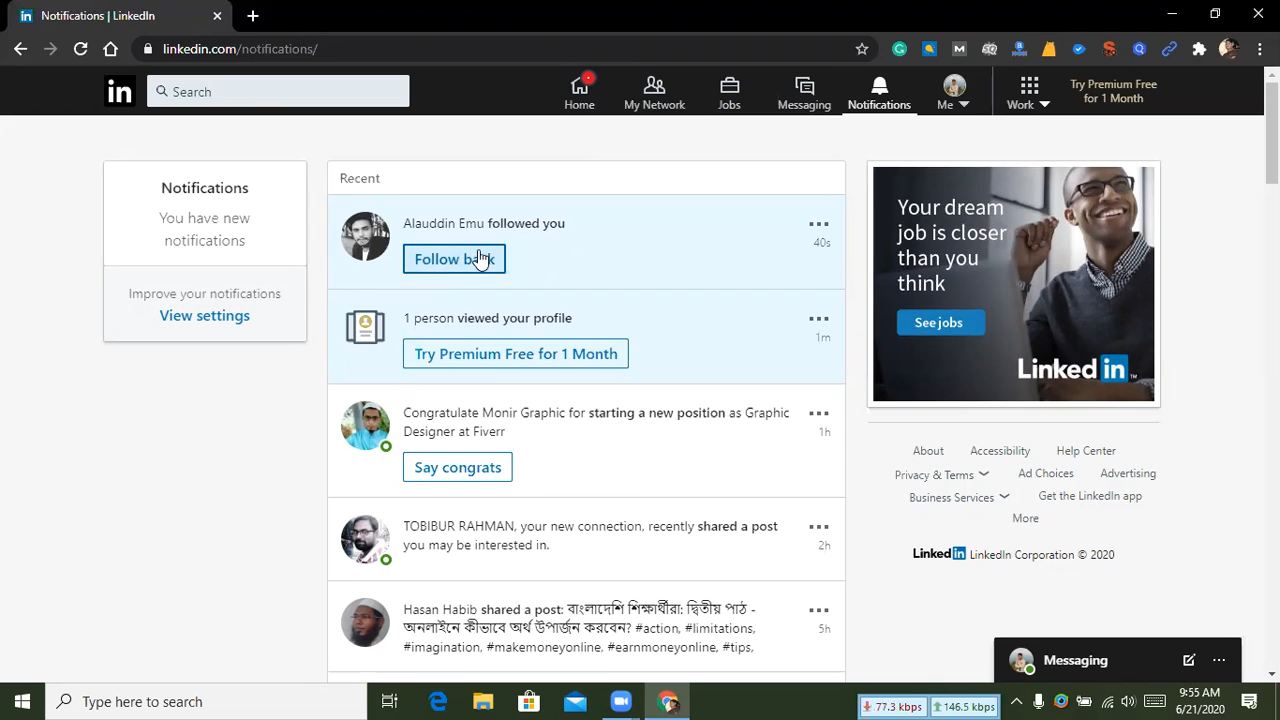 Notifications | LinkedIn
linkedin.com/notifications/
in
Search
Home
My Network
Jobs
Messaging
Notifications
Me
Work
Try Premium Free
for 1 Month
Notifications
You have new
notifications
Improve your notifications
View settings
Recent
Alauddin Emu followed you
40s
Follow back
1 person viewed your profile
1m
Try Premium Free for 1 Month
Congratulate Monir Graphic for starting a new position as Graphic
Designer at Fiverr
1h
Say congrats
TOBIBUR RAHMAN, your new connection, recently shared a post
you may be interested in.
2h
Hasan Habib shared a post: বাংলাদেশি শিক্ষার্থীরা: দ্বিতীয় পাঠ -
অনলাইনে কীভাবে অর্থ উপার্জন করবেন? #action, #limitations,
#imagination, #makemoneyonline, #earnmoneyonline, #tips,
5h
Your dream
job is closer
than you
think
See jobs
Linked in
About
Accessibility
Help Center
Privacy & Terms
Ad Choices
Advertising
Business Services
Get the LinkedIn app
More
Linked in LinkedIn Corporation © 2020
Messaging
Type here to search
77.3 kbps
146.5 kbps
9:55 AM
6/21/2020